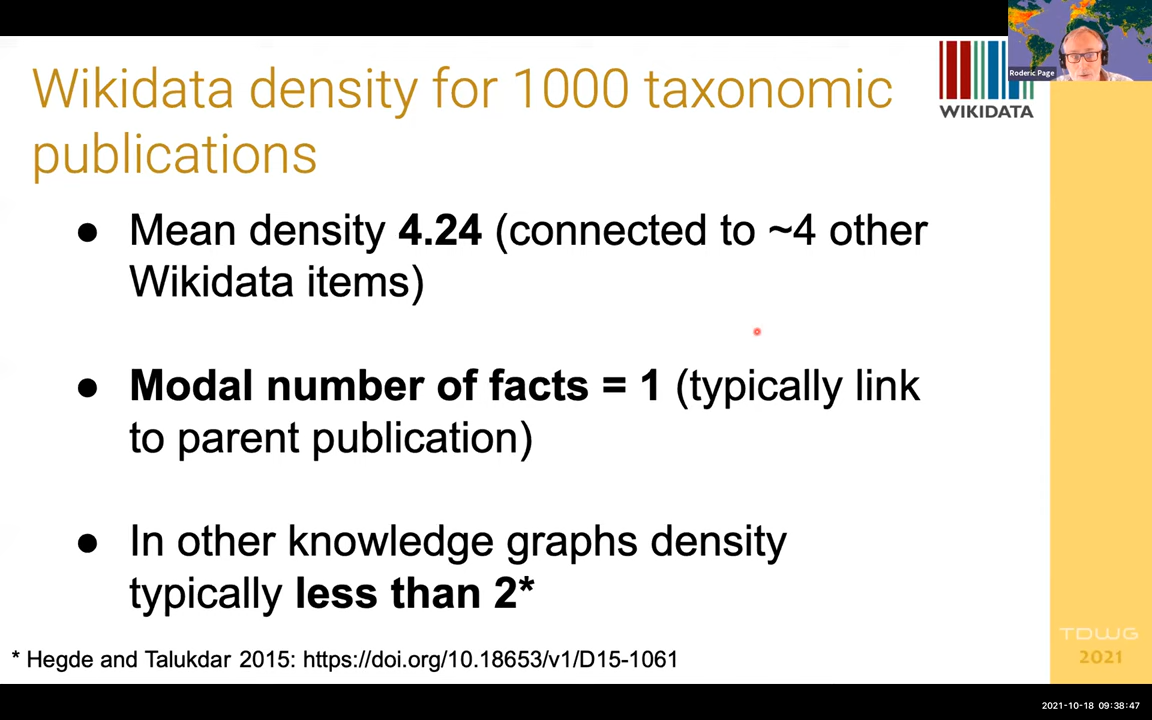 Roderic Page
Wikidata density for 1000 taxonomic
publications
WIKIDATA
● Mean density 4.24 (connected to ~4 other
Wikidata items)
● Modal number of facts = 1 (typically link
to parent publication)
● In other knowledge graphs density
typically less than 2*
* Hegde and Talukdar 2015: https://doi.org/10.18653/v1/D15-1061
TDWG
2021
2021-10-18 09:38:47